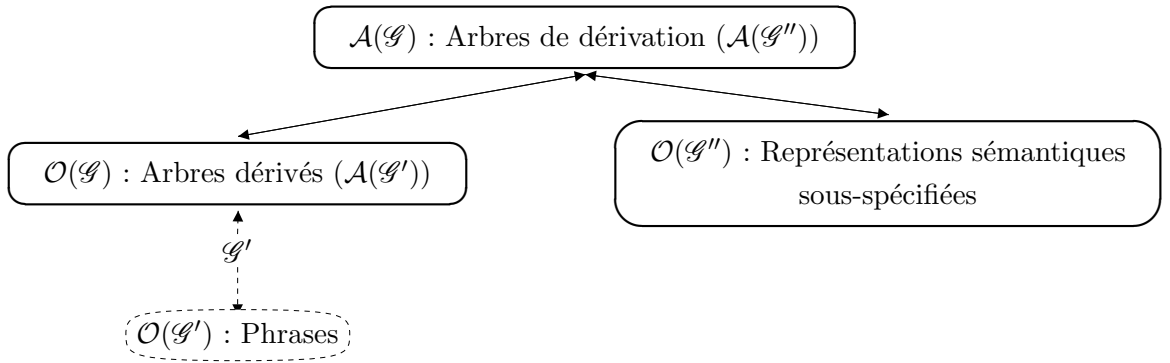 𝒜(𝒢) : Arbres de dérivation (𝒜(𝒢''))
𝒪(𝒢) : Arbres dérivés (𝒜(𝒢'))
𝒪(𝒢'') : Représentations sémantiques
sous-spécifiées
𝒢'
𝒪(𝒢') : Phrases